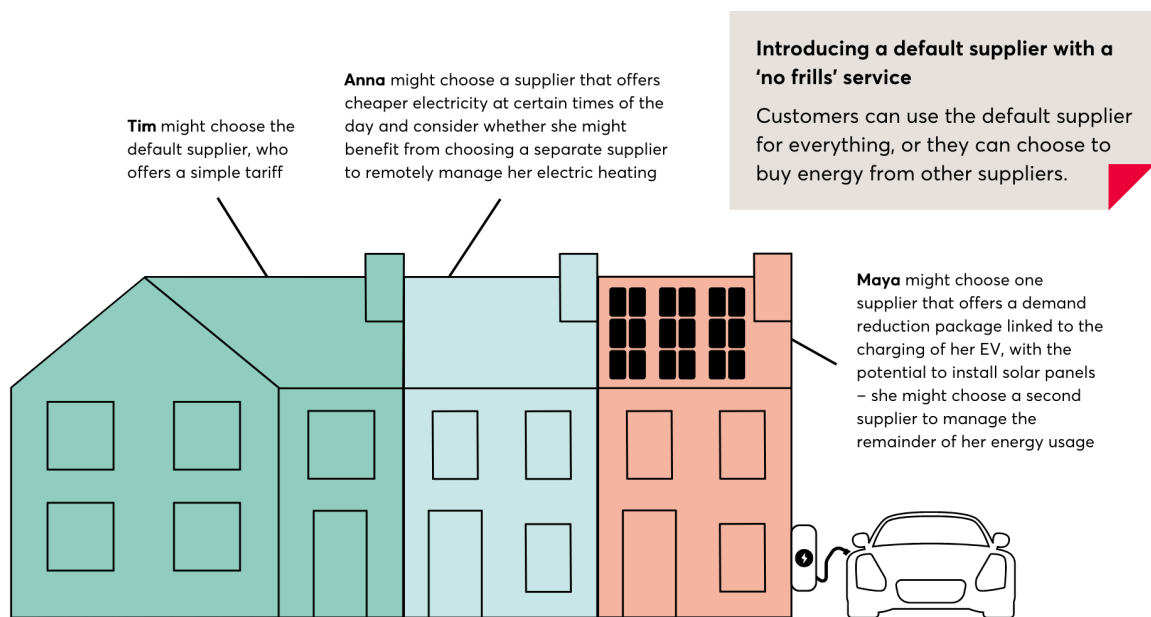 Introducing a default supplier with a
‘no frills’ service
Customers can use the default supplier
for everything, or they can choose to
buy energy from other suppliers.
Anna might choose a supplier that offers
cheaper electricity at certain times of the
day and consider whether she might
benefit from choosing a separate supplier
to remotely manage her electric heating
Tim might choose the
default supplier, who
offers a simple tariff
Maya might choose one
supplier that offers a demand
reduction package linked to the
charging of her EV, with the
potential to install solar panels
– she might choose a second
supplier to manage the
remainder of her energy usage